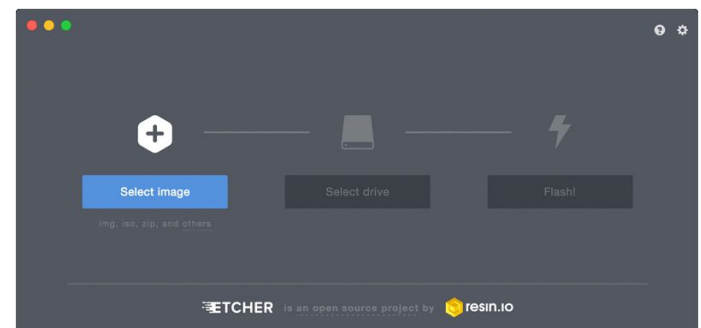 Select image
Select drive
Flash!
img, iso, zip, and others
ETCHER is an open source project by resin.io